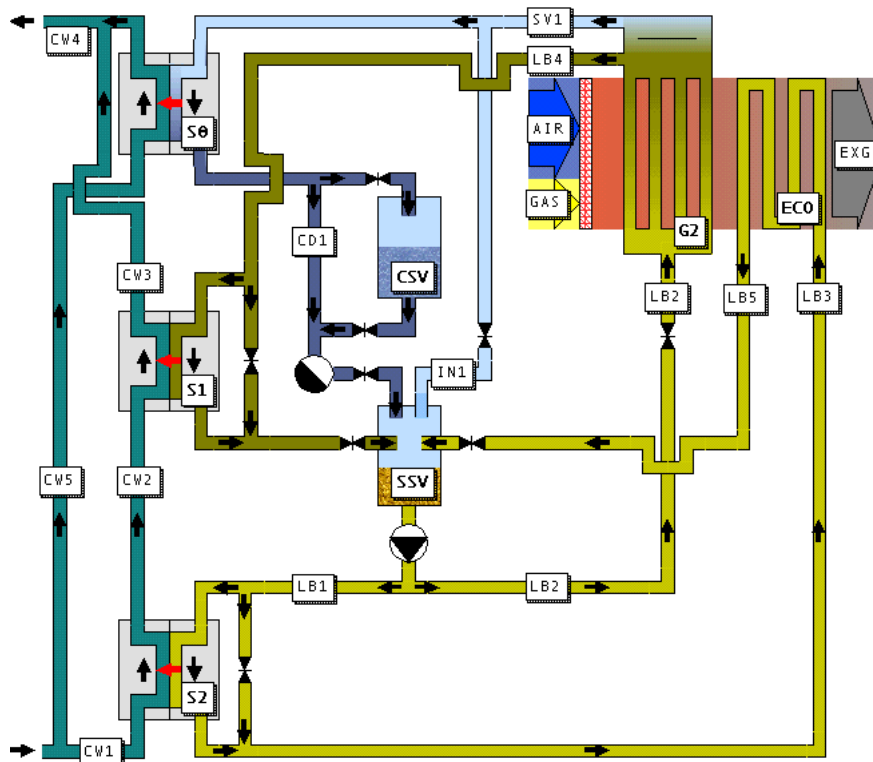 SV1
CW4
LB4
S0
AIR
EXG
GAS
ECO
G2
CD1
CSV
CW3
LB2
LB5
LB3
IN1
S1
CW5
CW2
SSV
LB1
LB2
S2
CW1